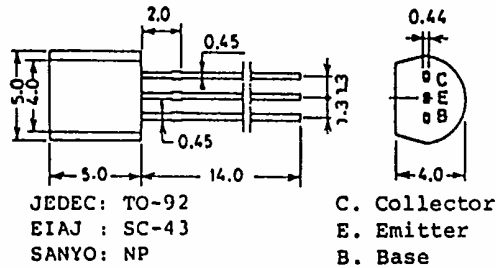 2.0
0.45
5.0
4.0
1.3
1.3
0.45
5.0
14.0
0.44
C
E
B
4.0
JEDEC: TO-92
EIAJ : SC-43
SANYO: NP
C. Collector
E. Emitter
B. Base